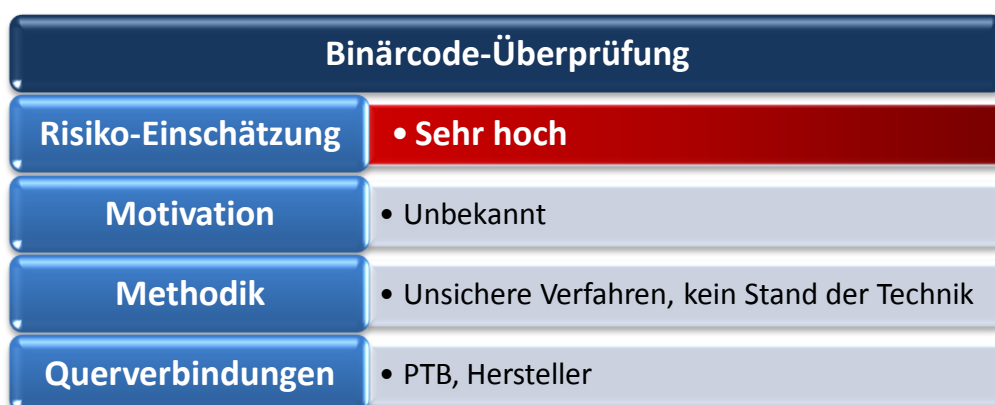 Binärcode-Überprüfung
Risiko-Einschätzung • Sehr hoch
Motivation • Unbekannt
Methodik • Unsichere Verfahren, kein Stand der Technik
Querverbindungen • PTB, Hersteller